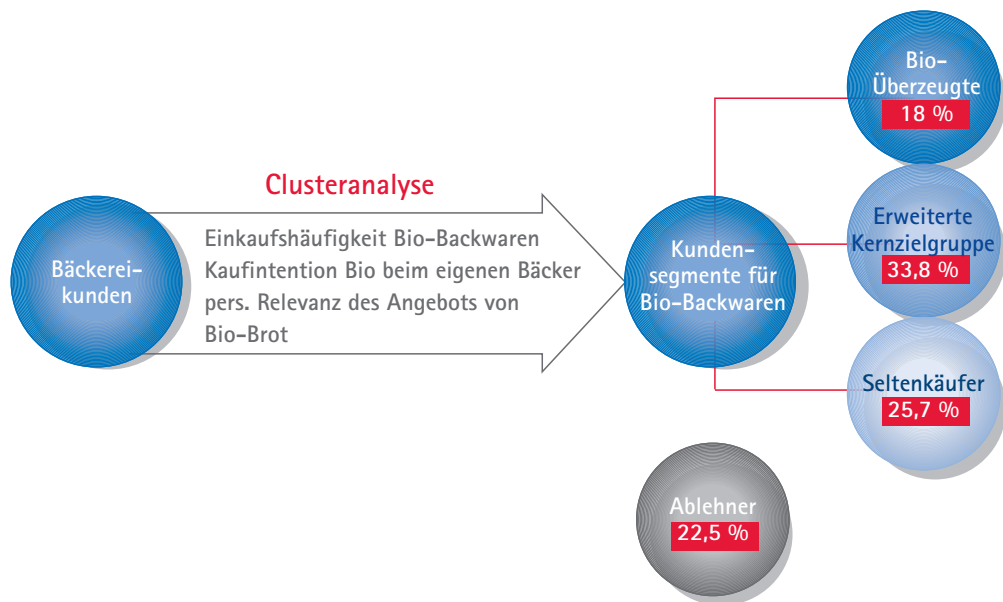 Bäckerei-
kunden
Clusteranalyse
Einkaufshäufigkeit Bio-Backwaren
Kaufintention Bio beim eigenen Bäcker
pers. Relevanz des Angebots von
Bio-Brot
Kunden-
segmente für
Bio-Backwaren
Bio-
Überzeugte
18 %
Erweiterte
Kernzielgruppe
33,8 %
Seltenkäufer
25,7 %
Ablehner
22,5 %